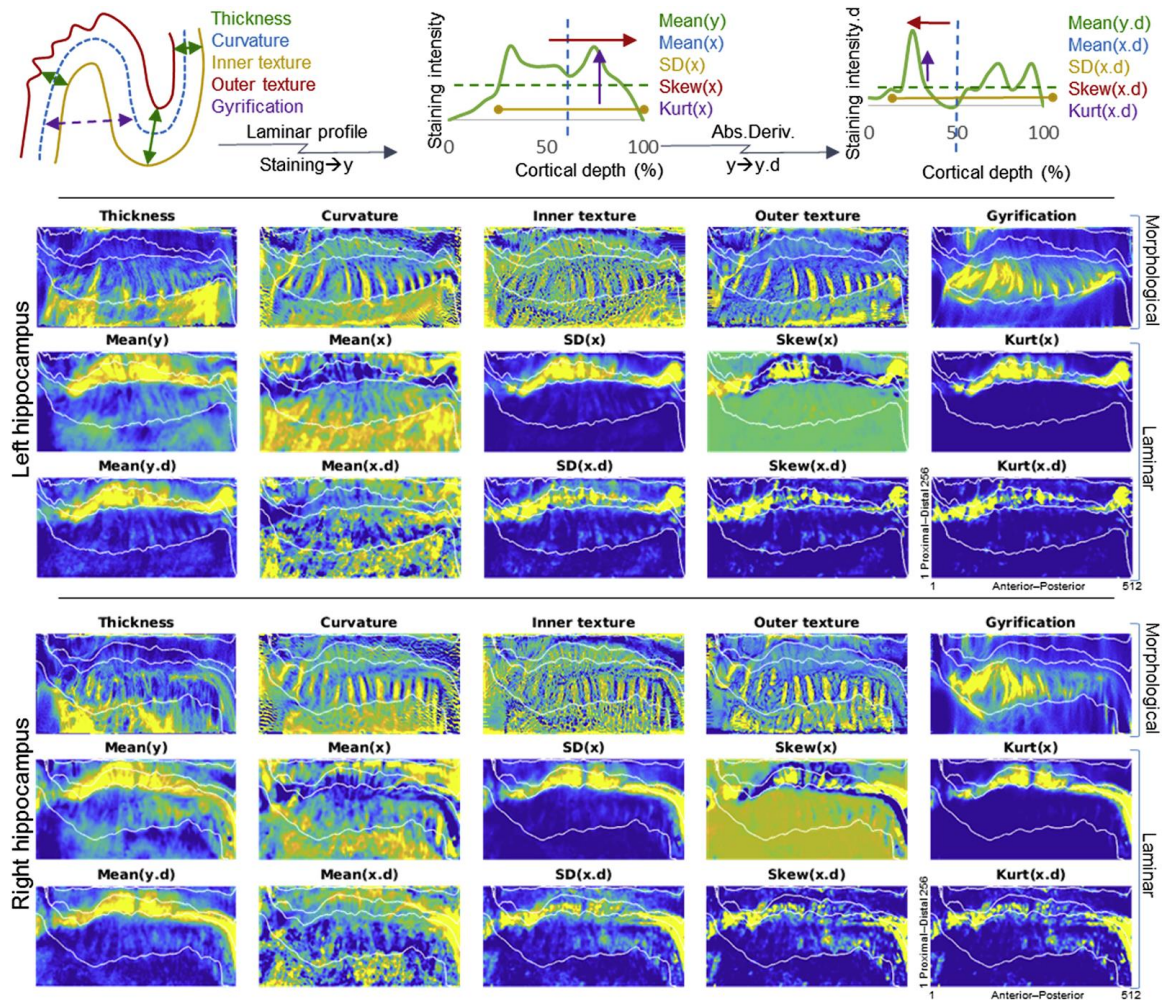 Thickness
Curvature
Inner texture
Outer texture
Gyrification
Laminar profile
Staining→y
Staining intensity
0 50 100
Cortical depth (%)
Mean(y)
Mean(x)
SD(x)
Skew(x)
Kurt(x)
Abs.Deriv.
y→y.d
Staining intensity.d
0 50 100
Cortical depth (%)
Mean(y.d)
Mean(x.d)
SD(x.d)
Skew(x.d)
Kurt(x.d)
Left hippocampus
Thickness Curvature Inner texture Outer texture Gyrification
Morphological
Mean(y) Mean(x) SD(x) Skew(x) Kurt(x)
Laminar
Mean(y.d) Mean(x.d) SD(x.d) Skew(x.d) Kurt(x.d)
1 Proximal–Distal 256
1 Anterior–Posterior 512
Right hippocampus
Thickness Curvature Inner texture Outer texture Gyrification
Morphological
Mean(y) Mean(x) SD(x) Skew(x) Kurt(x)
Laminar
Mean(y.d) Mean(x.d) SD(x.d) Skew(x.d) Kurt(x.d)
1 Proximal–Distal 256
1 Anterior–Posterior 512